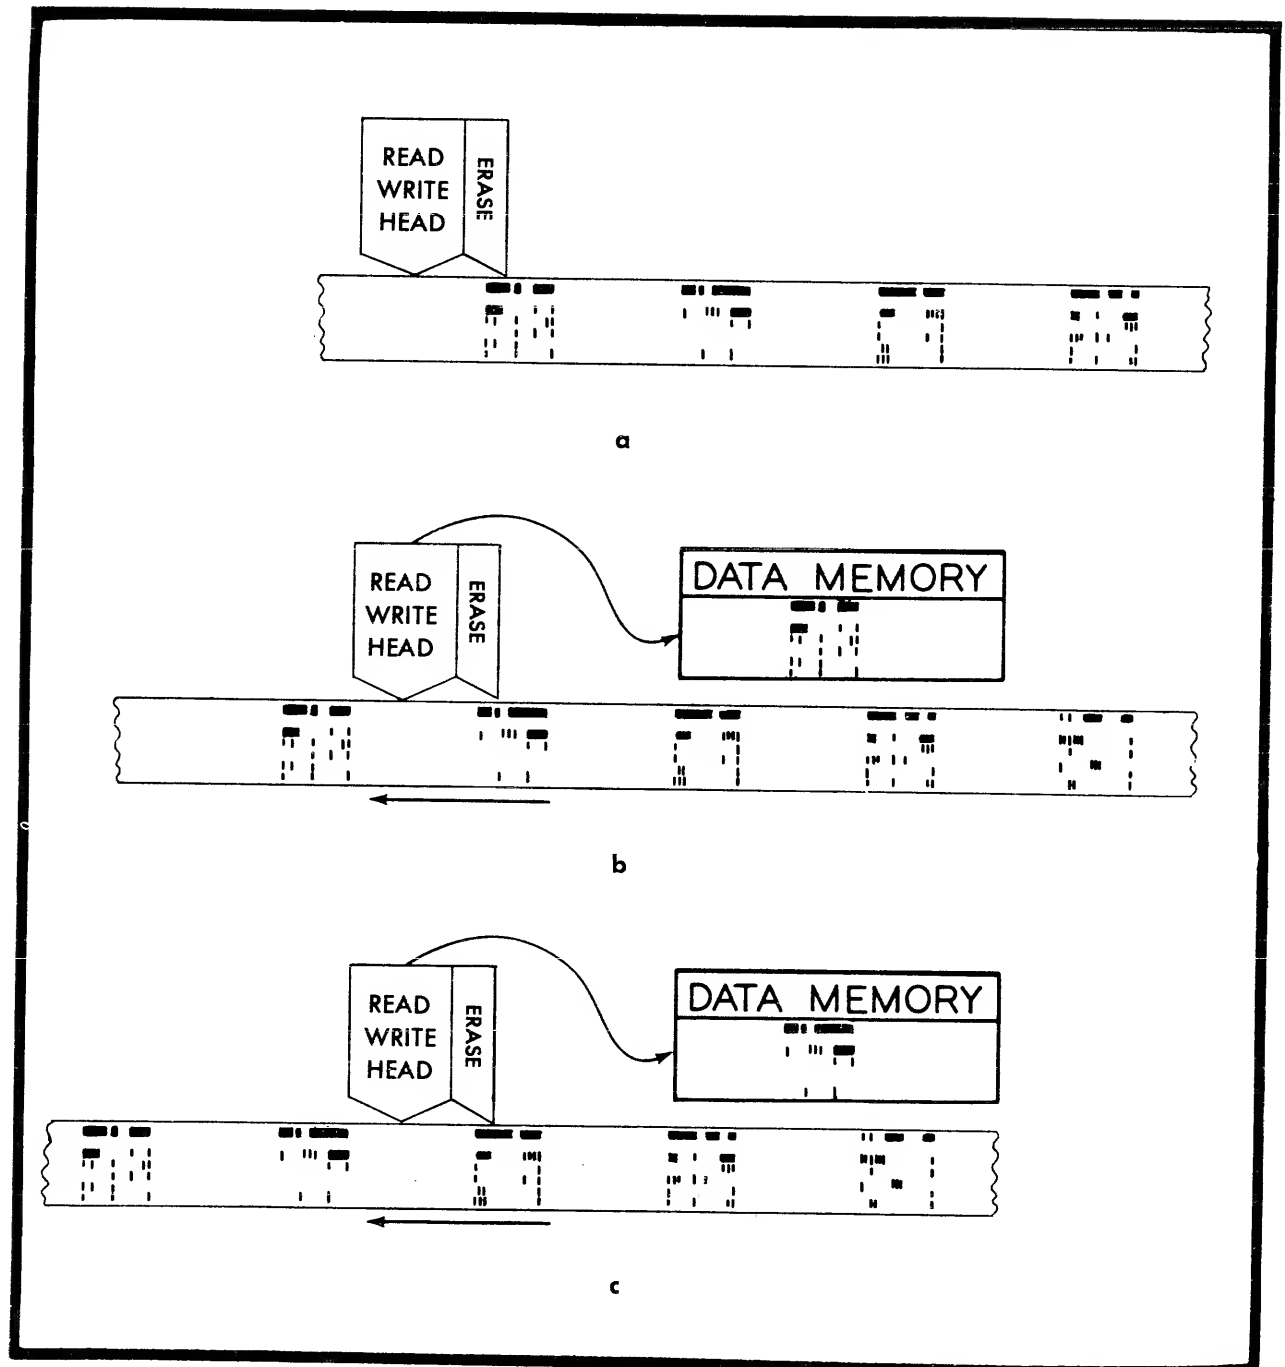 READ
WRITE
HEAD
ERASE
a
READ
WRITE
HEAD
ERASE
DATA MEMORY
b
READ
WRITE
HEAD
ERASE
DATA MEMORY
c